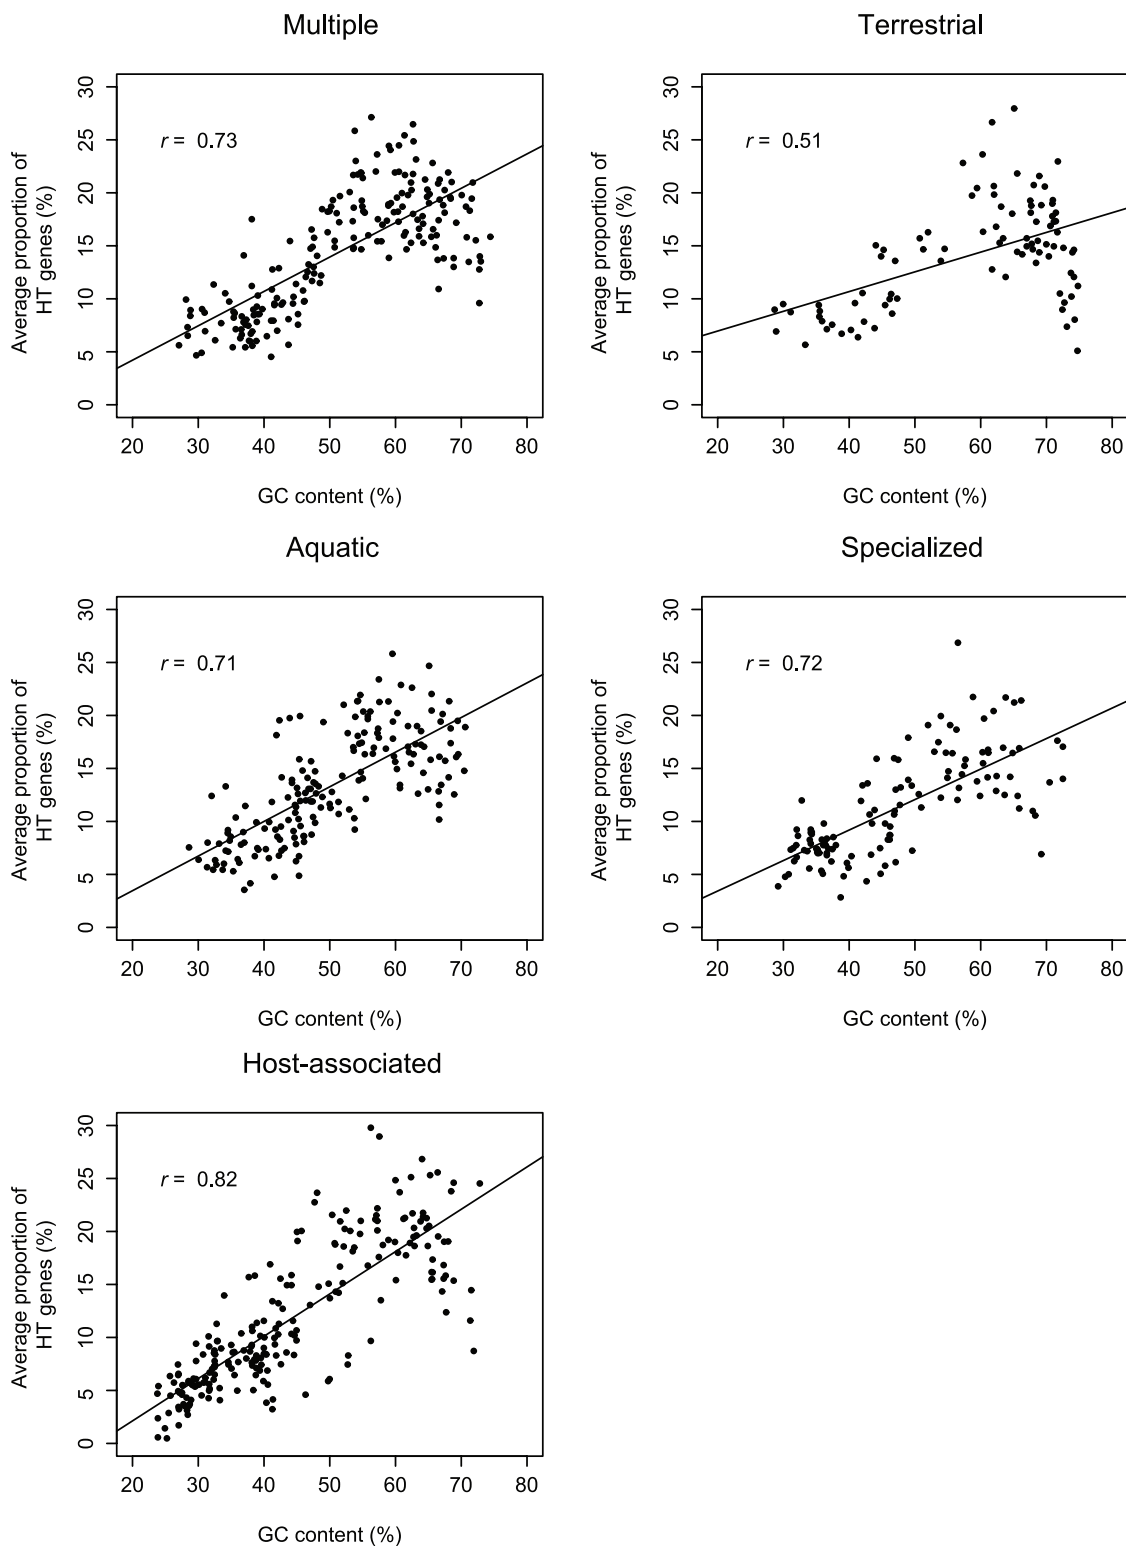 Multiple
Average proportion of
HT genes (%)
30
25
20
15
10
5
0
r = 0.73
20 30 40 50 60 70 80
GC content (%)
Terrestrial
Average proportion of
HT genes (%)
30
25
20
15
10
5
0
r = 0.51
20 30 40 50 60 70 80
GC content (%)
Aquatic
Average proportion of
HT genes (%)
30
25
20
15
10
5
0
r = 0.71
20 30 40 50 60 70 80
GC content (%)
Specialized
Average proportion of
HT genes (%)
30
25
20
15
10
5
0
r = 0.72
20 30 40 50 60 70 80
GC content (%)
Host-associated
Average proportion of
HT genes (%)
30
25
20
15
10
5
0
r = 0.82
20 30 40 50 60 70 80
GC content (%)